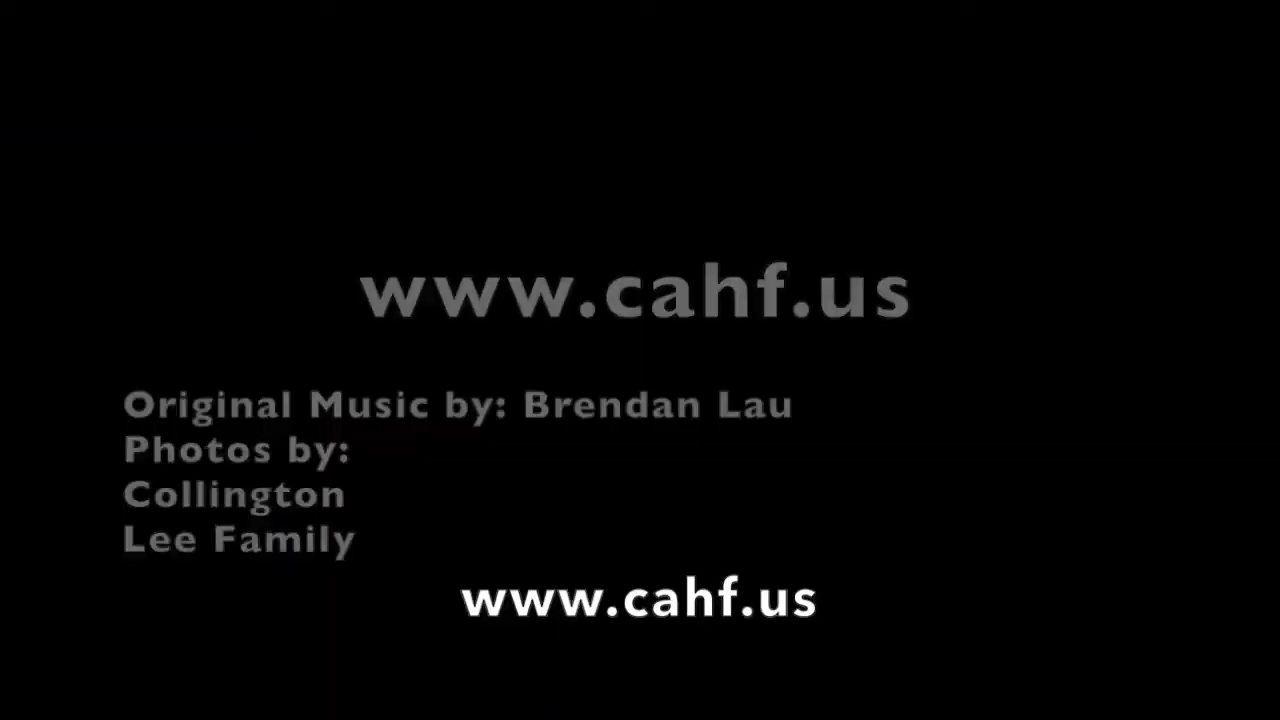 www.cahf.us
Original Music by: Brendan Lau
Photos by:
Collington
Lee Family
www.cahf.us